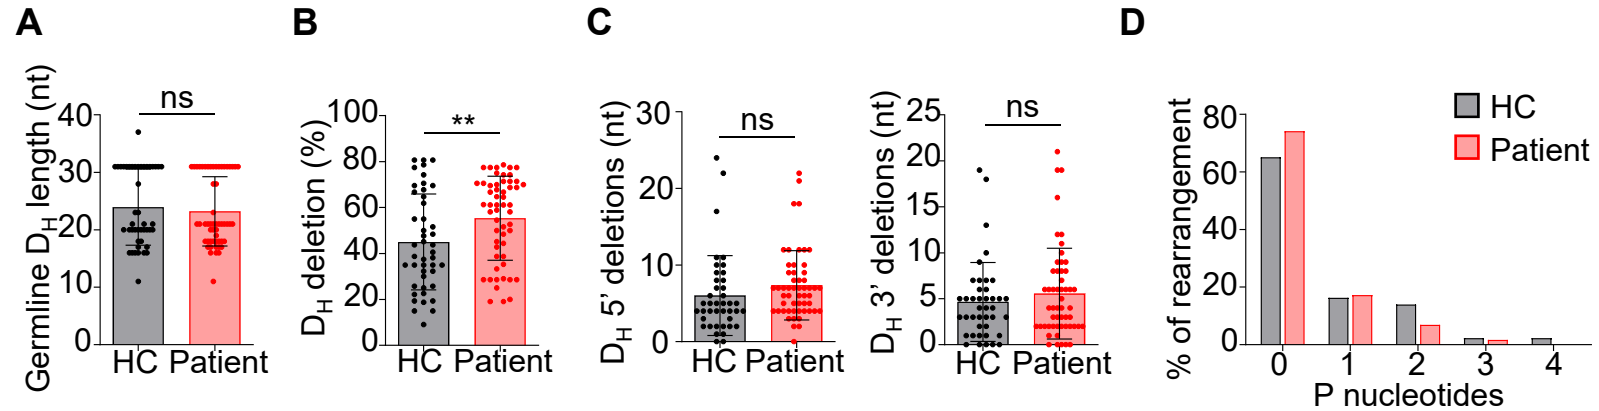 A
Germline DH length (nt)
40
30
20
10
0
ns
HC Patient
B
DH deletion (%)
100
80
60
40
20
0
**
HC Patient
C
DH 5’ deletions (nt)
30
20
10
0
ns
HC Patient
DH 3’ deletions (nt)
25
20
15
10
5
0
ns
HC Patient
D
% of rearrangement
80
60
40
20
0
0 1 2 3 4
P nucleotides
HC
Patient